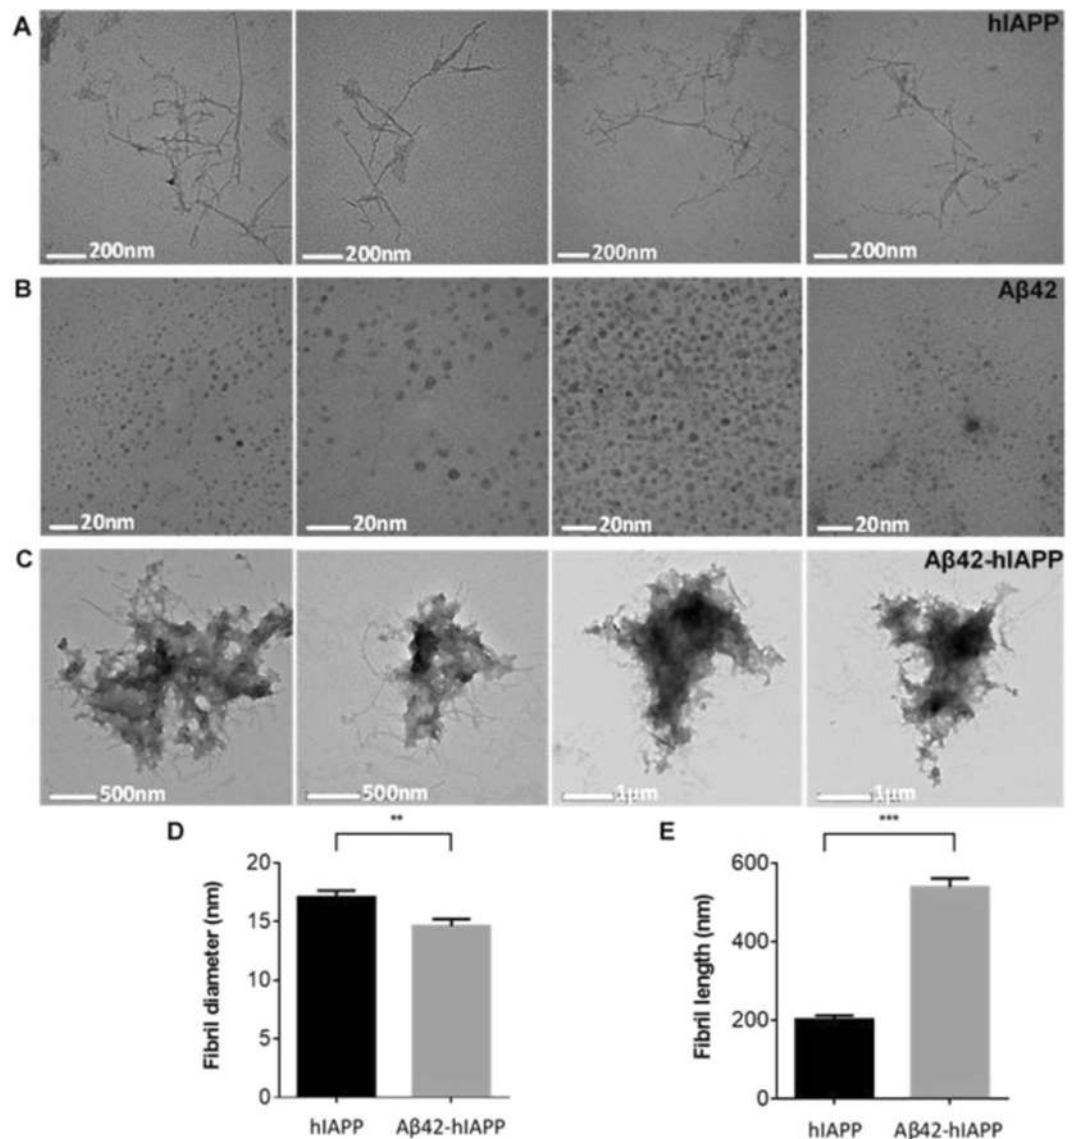 A
hIAPP
200nm
200nm
200nm
200nm
B
Aβ42
20nm
20nm
20nm
20nm
C
Aβ42-hIAPP
500nm
500nm
1µm
1µm
D
**
Fibril diameter (nm)
20
15
10
5
0
hIAPP
Aβ42-hIAPP
E
***
Fibril length (nm)
600
400
200
0
hIAPP
Aβ42-hIAPP